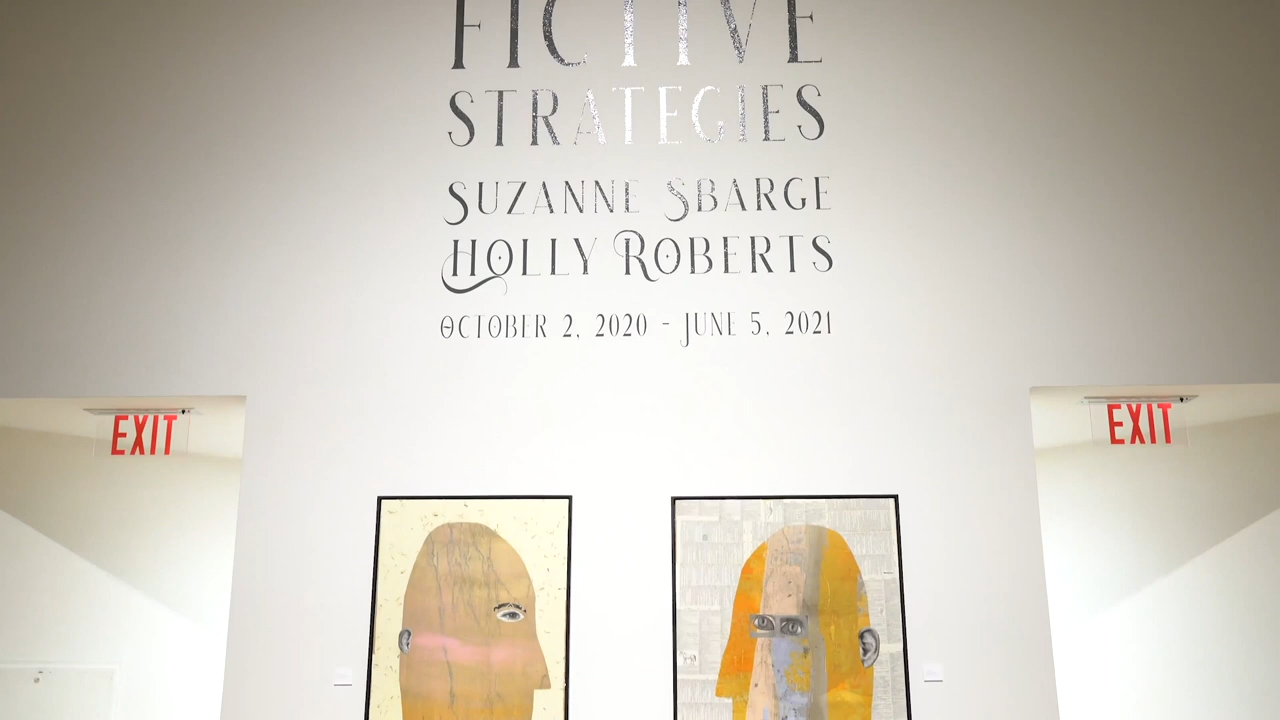 FICTIVE
STRATEGIES
SUZANNE SBARGE
HOLLY ROBERTS
OCTOBER 2, 2020 - JUNE 5, 2021
EXIT
EXIT